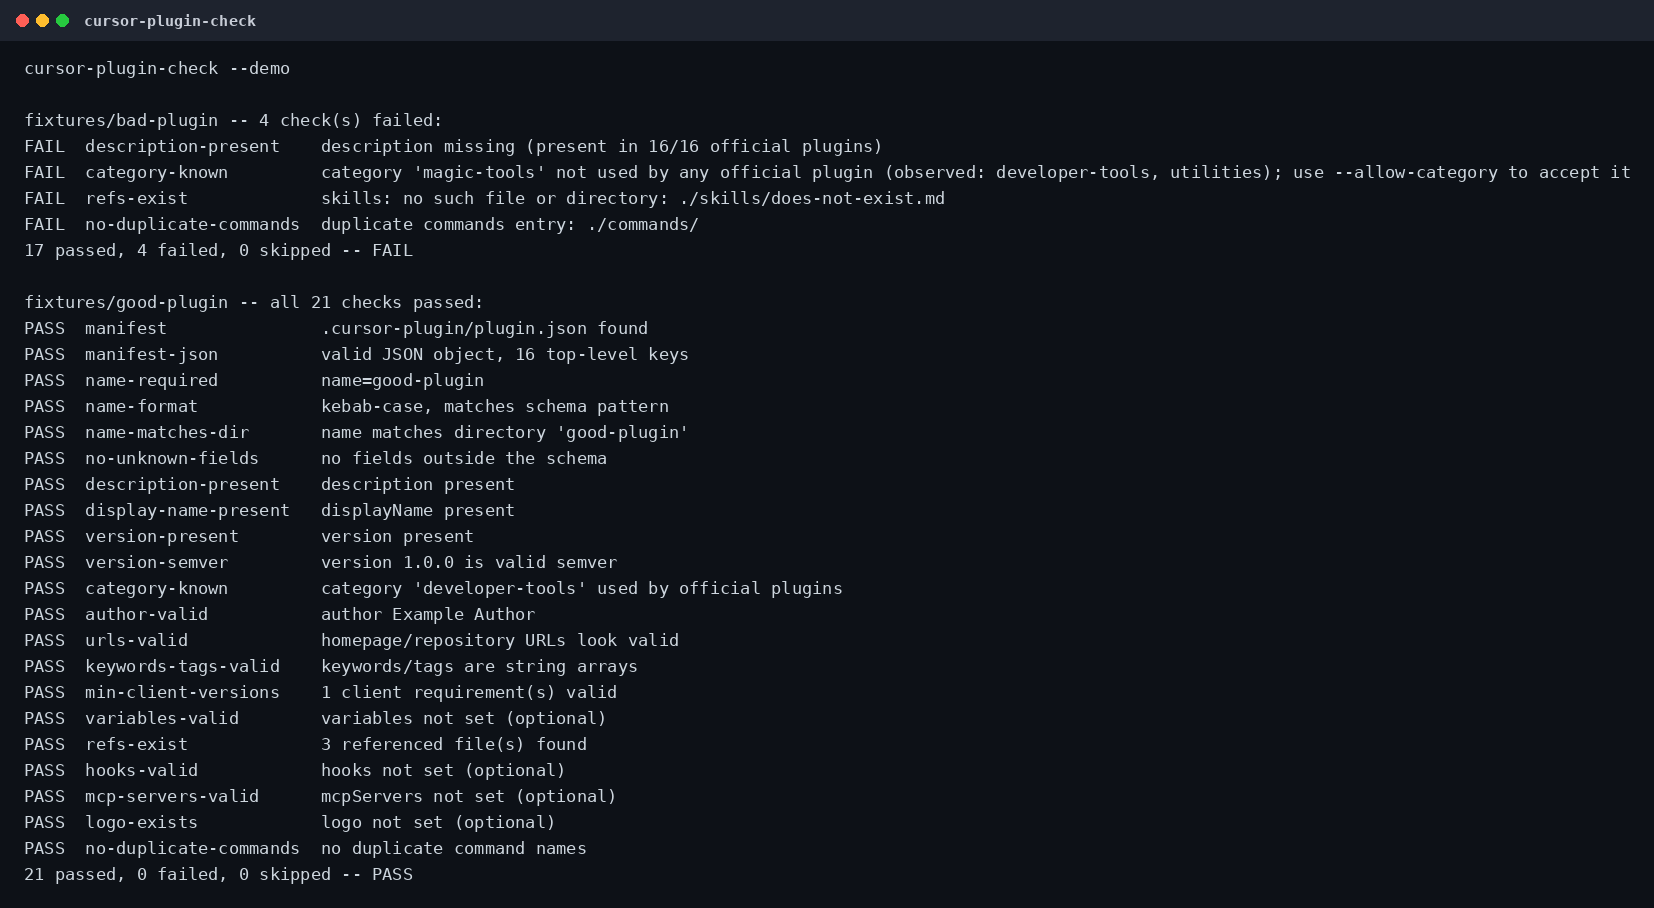 cursor-plugin-check
cursor-plugin-check --demo
fixtures/bad-plugin -- 4 check(s) failed:
FAIL  description-present    description missing (present in 16/16 official plugins)
FAIL  category-known         category 'magic-tools' not used by any official plugin (observed: developer-tools, utilities); use --allow-category to accept it
FAIL  refs-exist             skills: no such file or directory: ./skills/does-not-exist.md
FAIL  no-duplicate-commands  duplicate commands entry: ./commands/
17 passed, 4 failed, 0 skipped -- FAIL
fixtures/good-plugin -- all 21 checks passed:
PASS  manifest               .cursor-plugin/plugin.json found
PASS  manifest-json          valid JSON object, 16 top-level keys
PASS  name-required          name=good-plugin
PASS  name-format            kebab-case, matches schema pattern
PASS  name-matches-dir       name matches directory 'good-plugin'
PASS  no-unknown-fields      no fields outside the schema
PASS  description-present    description present
PASS  display-name-present   displayName present
PASS  version-present        version present
PASS  version-semver         version 1.0.0 is valid semver
PASS  category-known         category 'developer-tools' used by official plugins
PASS  author-valid           author Example Author
PASS  urls-valid             homepage/repository URLs look valid
PASS  keywords-tags-valid    keywords/tags are string arrays
PASS  min-client-versions    1 client requirement(s) valid
PASS  variables-valid        variables not set (optional)
PASS  refs-exist             3 referenced file(s) found
PASS  hooks-valid            hooks not set (optional)
PASS  mcp-servers-valid      mcpServers not set (optional)
PASS  logo-exists            logo not set (optional)
PASS  no-duplicate-commands  no duplicate command names
21 passed, 0 failed, 0 skipped -- PASS